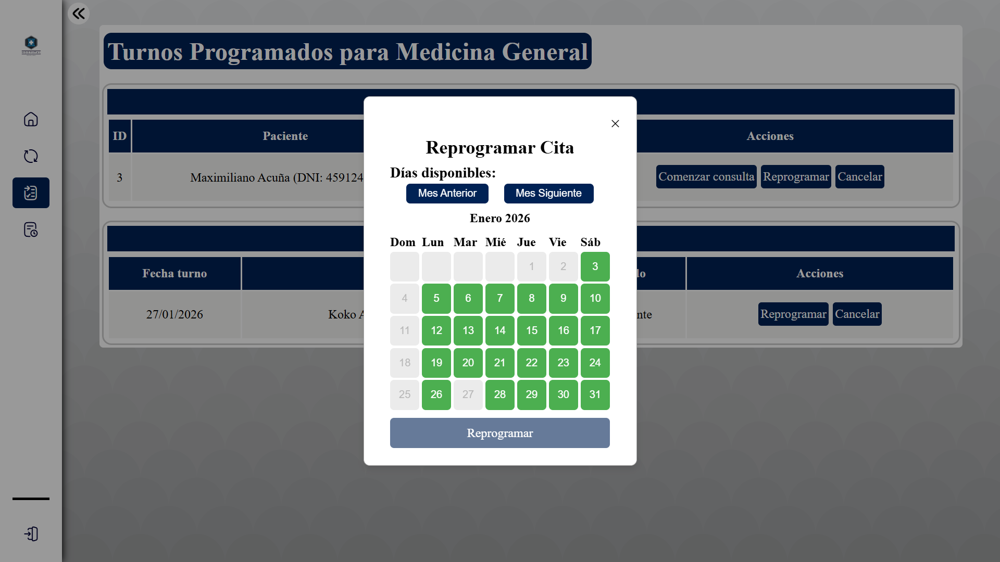 HOSPITAL
Turnos Programados para Medicina General
ID Paciente Acciones
3 Maximiliano Acuña (DNI: 459124 Comenzar consulta Reprogramar Cancelar
Fecha turno Acciones
27/01/2026 Koko Reprogramar Cancelar
Reprogramar Cita
Días disponibles:
Mes Anterior Mes Siguiente
Enero 2026
Dom Lun Mar Mié Jue Vie Sáb
1 2 3
4 5 6 7 8 9 10
11 12 13 14 15 16 17
18 19 20 21 22 23 24
25 26 27 28 29 30 31
Reprogramar